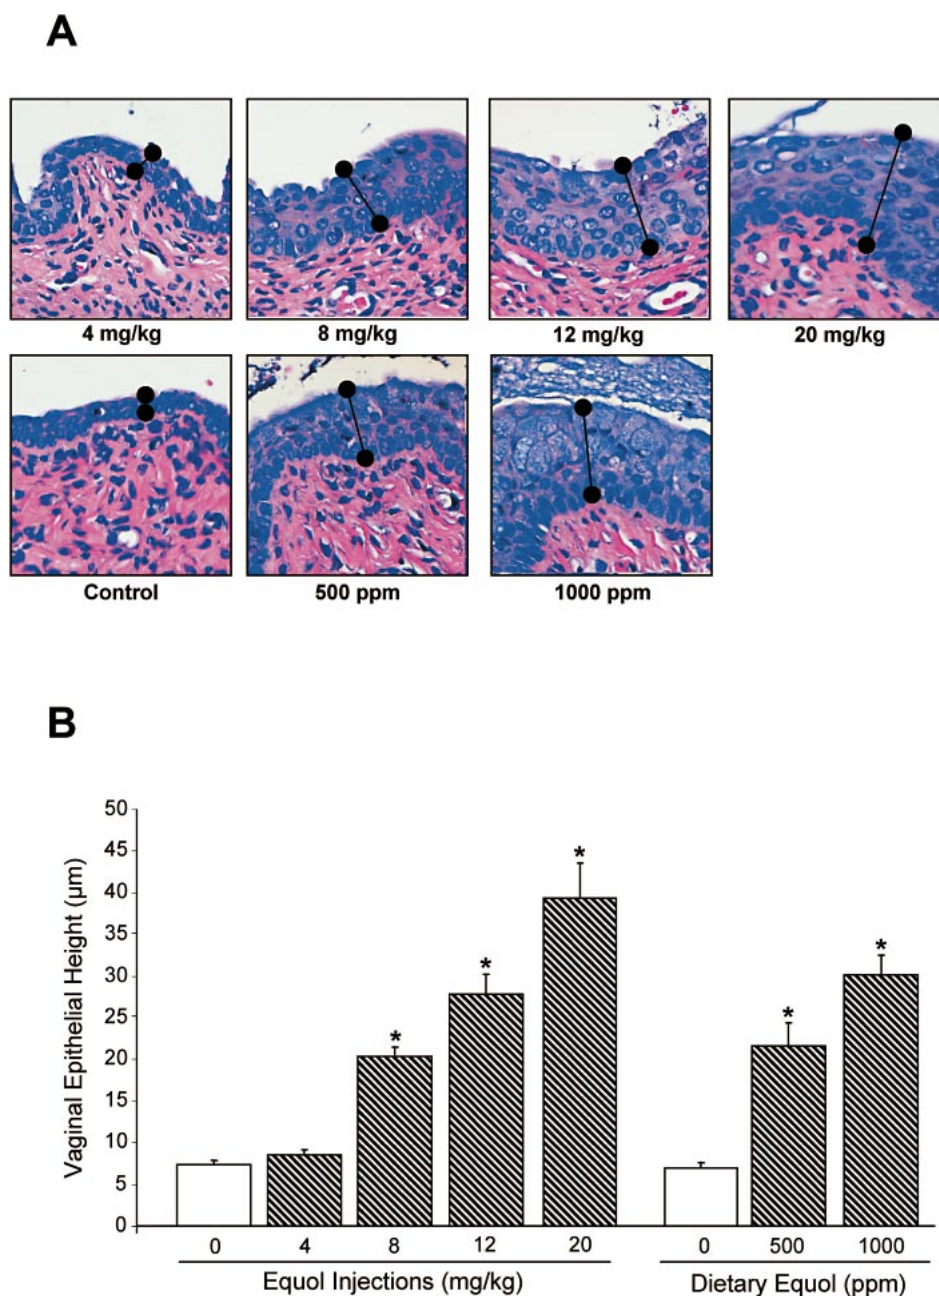 A
4 mg/kg
8 mg/kg
12 mg/kg
20 mg/kg
Control
500 ppm
1000 ppm
B
Vaginal Epithelial Height (µm)
50
45
40
35
30
25
20
15
10
5
0
*
*
*
*
*
0 4 8 12 20 0 500 1000
Equol Injections (mg/kg) Dietary Equol (ppm)